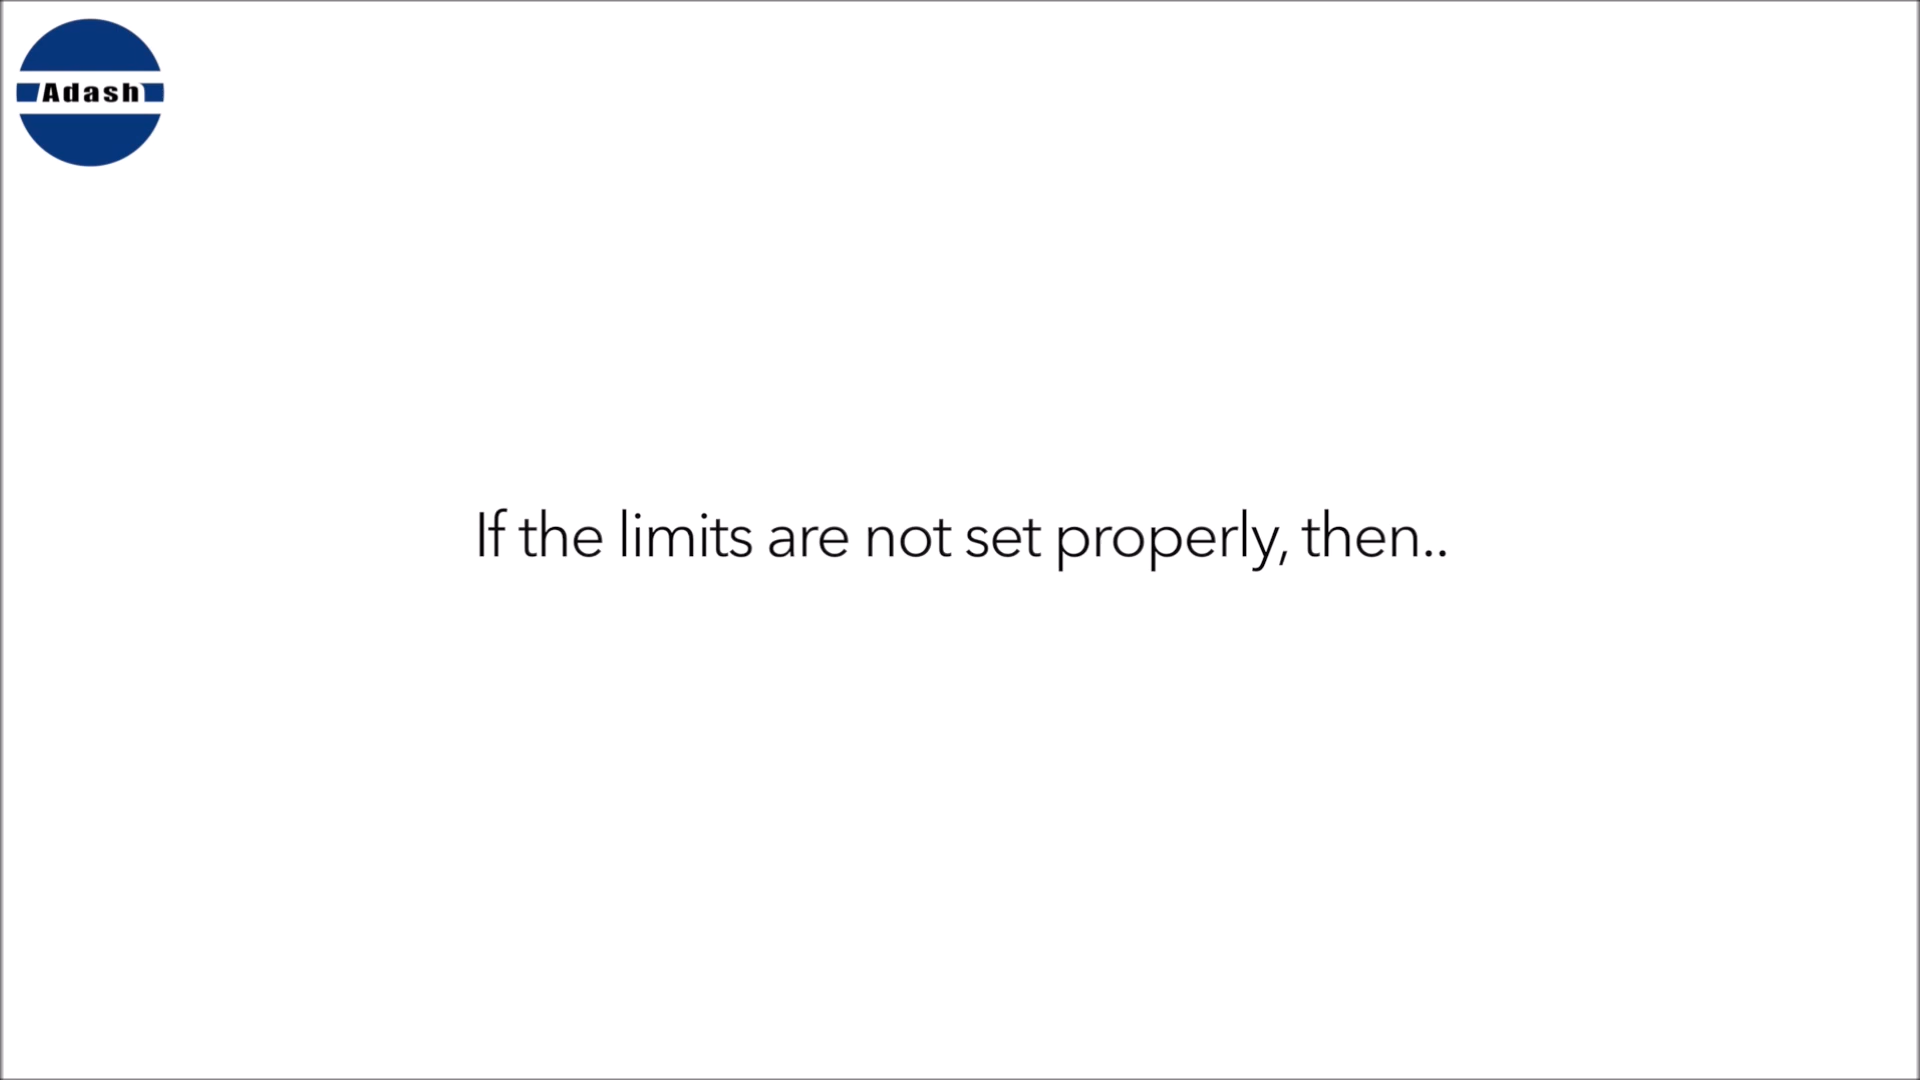 Adash
If the limits are not set properly, then..